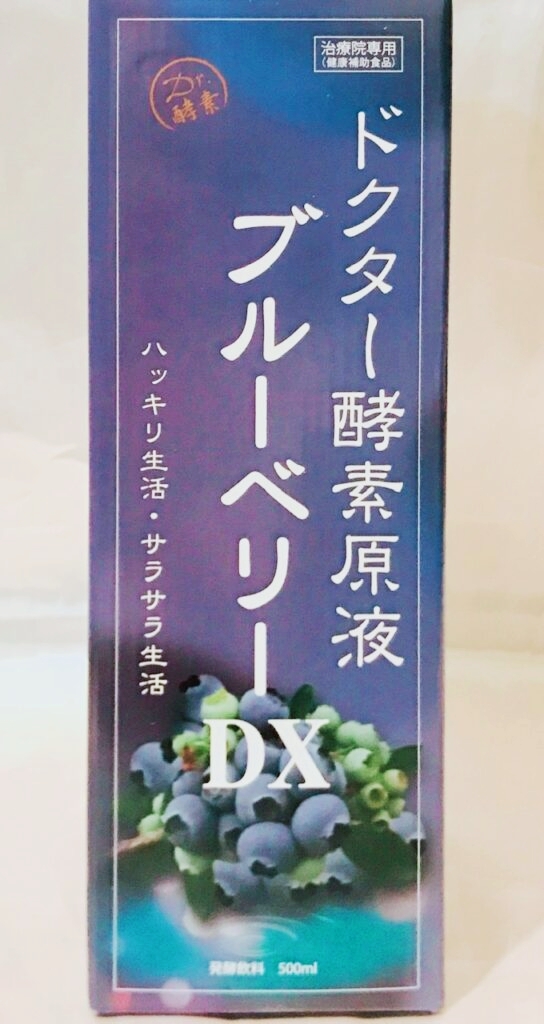 治療院専用
(健康補助食品)
Dr.
酵素
ドクター酵素原液
ブルーベリー
DX
ハッキリ生活・サラサラ生活
発酵飲料 500ml